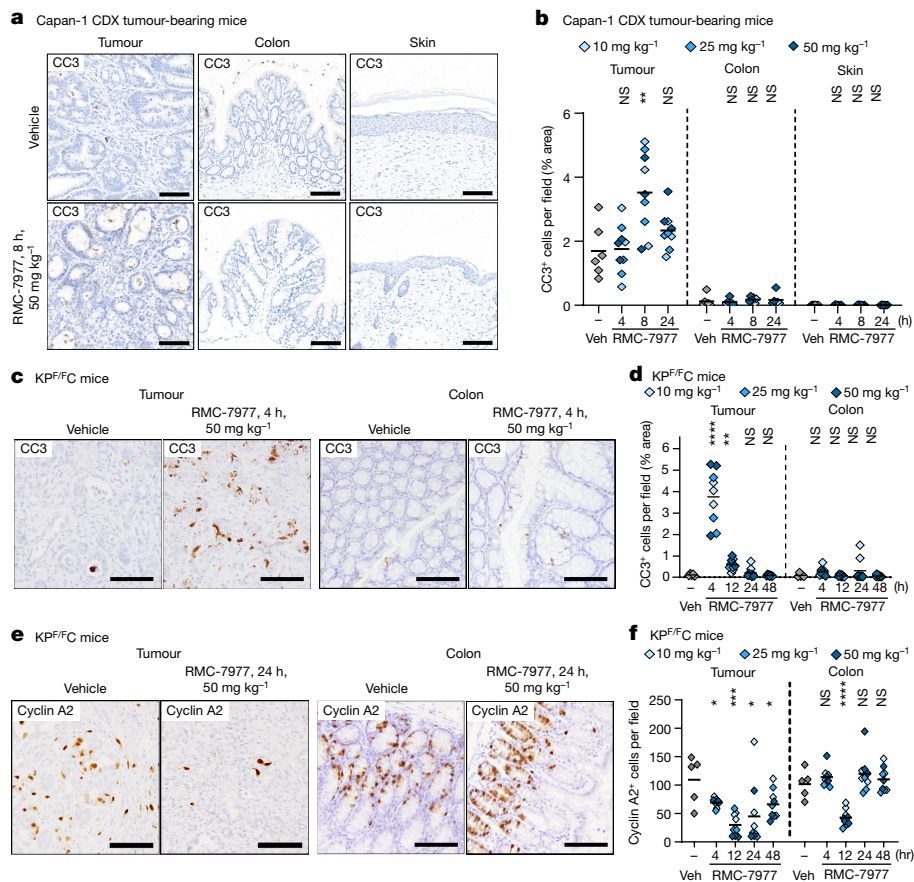 a Capan-1 CDX tumour-bearing mice
Tumour Colon Skin
Vehicle
CC3 CC3 CC3
RMC-7977, 8 h,
50 mg kg⁻¹
CC3 CC3 CC3
b Capan-1 CDX tumour-bearing mice
10 mg kg⁻¹ 25 mg kg⁻¹ 50 mg kg⁻¹
Tumour Colon Skin
NS ** NS NS NS NS NS NS NS
CC3⁺ cells per field (% area)
6
4
2
0
– 4 8 24 – 4 8 24 – 4 8 24 (h)
Veh RMC-7977 Veh RMC-7977 Veh RMC-7977
c KPF/FC mice
Tumour Colon
Vehicle RMC-7977, 4 h, 50 mg kg⁻¹ Vehicle RMC-7977, 4 h, 50 mg kg⁻¹
CC3 CC3 CC3 CC3
d KPF/FC mice
10 mg kg⁻¹ 25 mg kg⁻¹ 50 mg kg⁻¹
Tumour Colon
**** ** NS NS NS NS NS NS
CC3⁺ cells per field (% area)
6
5
4
3
2
1
0
– 4 12 24 48 – 4 12 24 48 (h)
Veh RMC-7977 Veh RMC-7977
e KPF/FC mice
Tumour Colon
Vehicle RMC-7977, 24 h, 50 mg kg⁻¹ Vehicle RMC-7977, 24 h, 50 mg kg⁻¹
Cyclin A2 Cyclin A2 Cyclin A2 Cyclin A2
f KPF/FC mice
10 mg kg⁻¹ 25 mg kg⁻¹ 50 mg kg⁻¹
Tumour Colon
* *** * * NS **** NS NS
Cyclin A2⁺ cells per field
250
200
150
100
50
0
– 4 12 24 48 – 4 12 24 48 (hr)
Veh RMC-7977 Veh RMC-7977